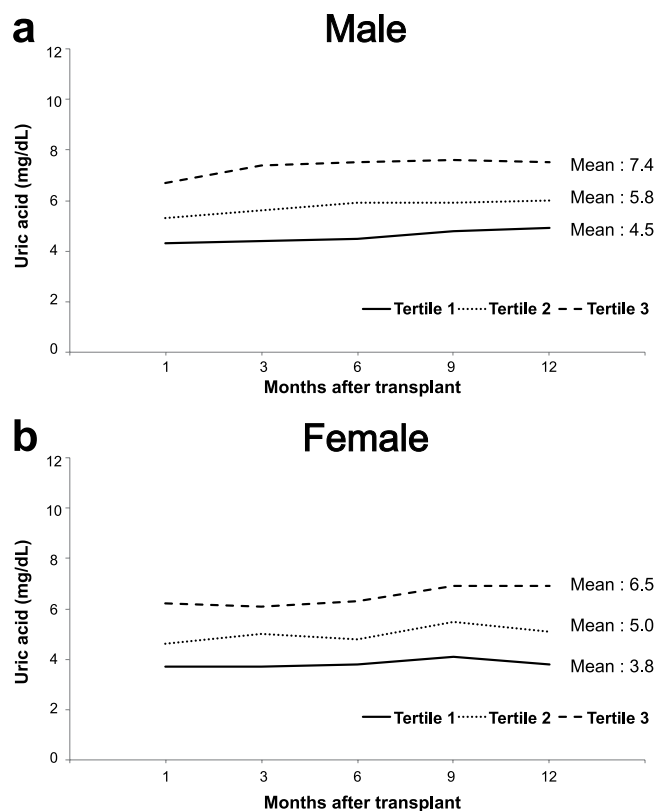 a
Male
12
10
8
6
4
2
0
Uric acid (mg/dL)
Mean : 7.4
Mean : 5.8
Mean : 4.5
Tertile 1 Tertile 2 Tertile 3
1 3 6 9 12
Months after transplant
b
Female
12
10
8
6
4
2
0
Uric acid (mg/dL)
Mean : 6.5
Mean : 5.0
Mean : 3.8
Tertile 1 Tertile 2 Tertile 3
1 3 6 9 12
Months after transplant